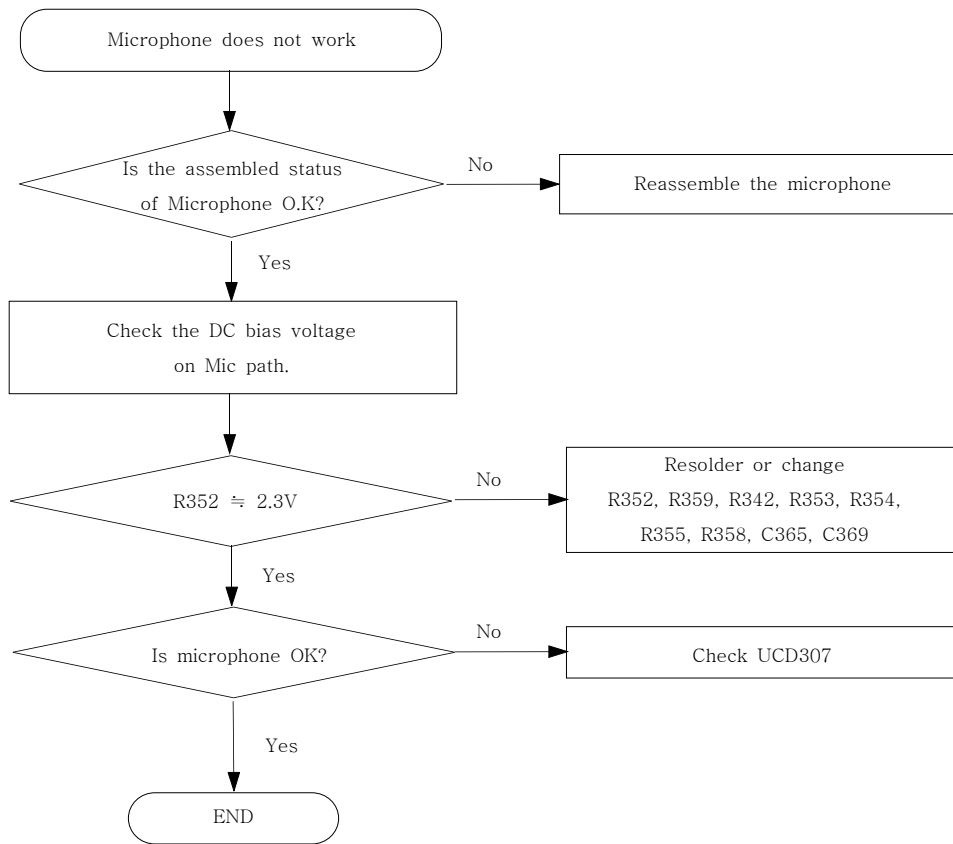 Microphone does not work
Is the assembled status
of Microphone O.K?
No
Reassemble the microphone
Yes
Check the DC bias voltage
on Mic path.
R352 ≒ 2.3V
No
Resolder or change
R352, R359, R342, R353, R354,
R355, R358, C365, C369
Yes
Is microphone OK?
No
Check UCD307
Yes
END